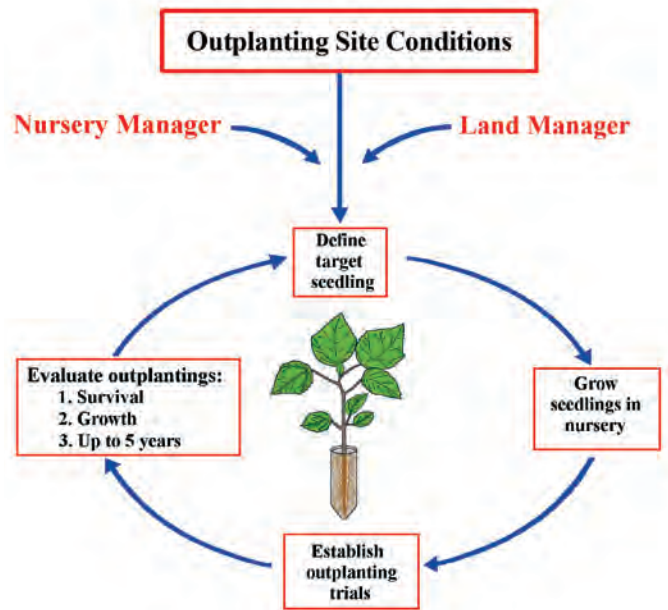 Outplanting Site Conditions
Nursery Manager
Land Manager
Define
target
seedling
Grow
seedlings in
nursery
Establish
outplanting
trials
Evaluate outplantings:
1. Survival
2. Growth
3. Up to 5 years